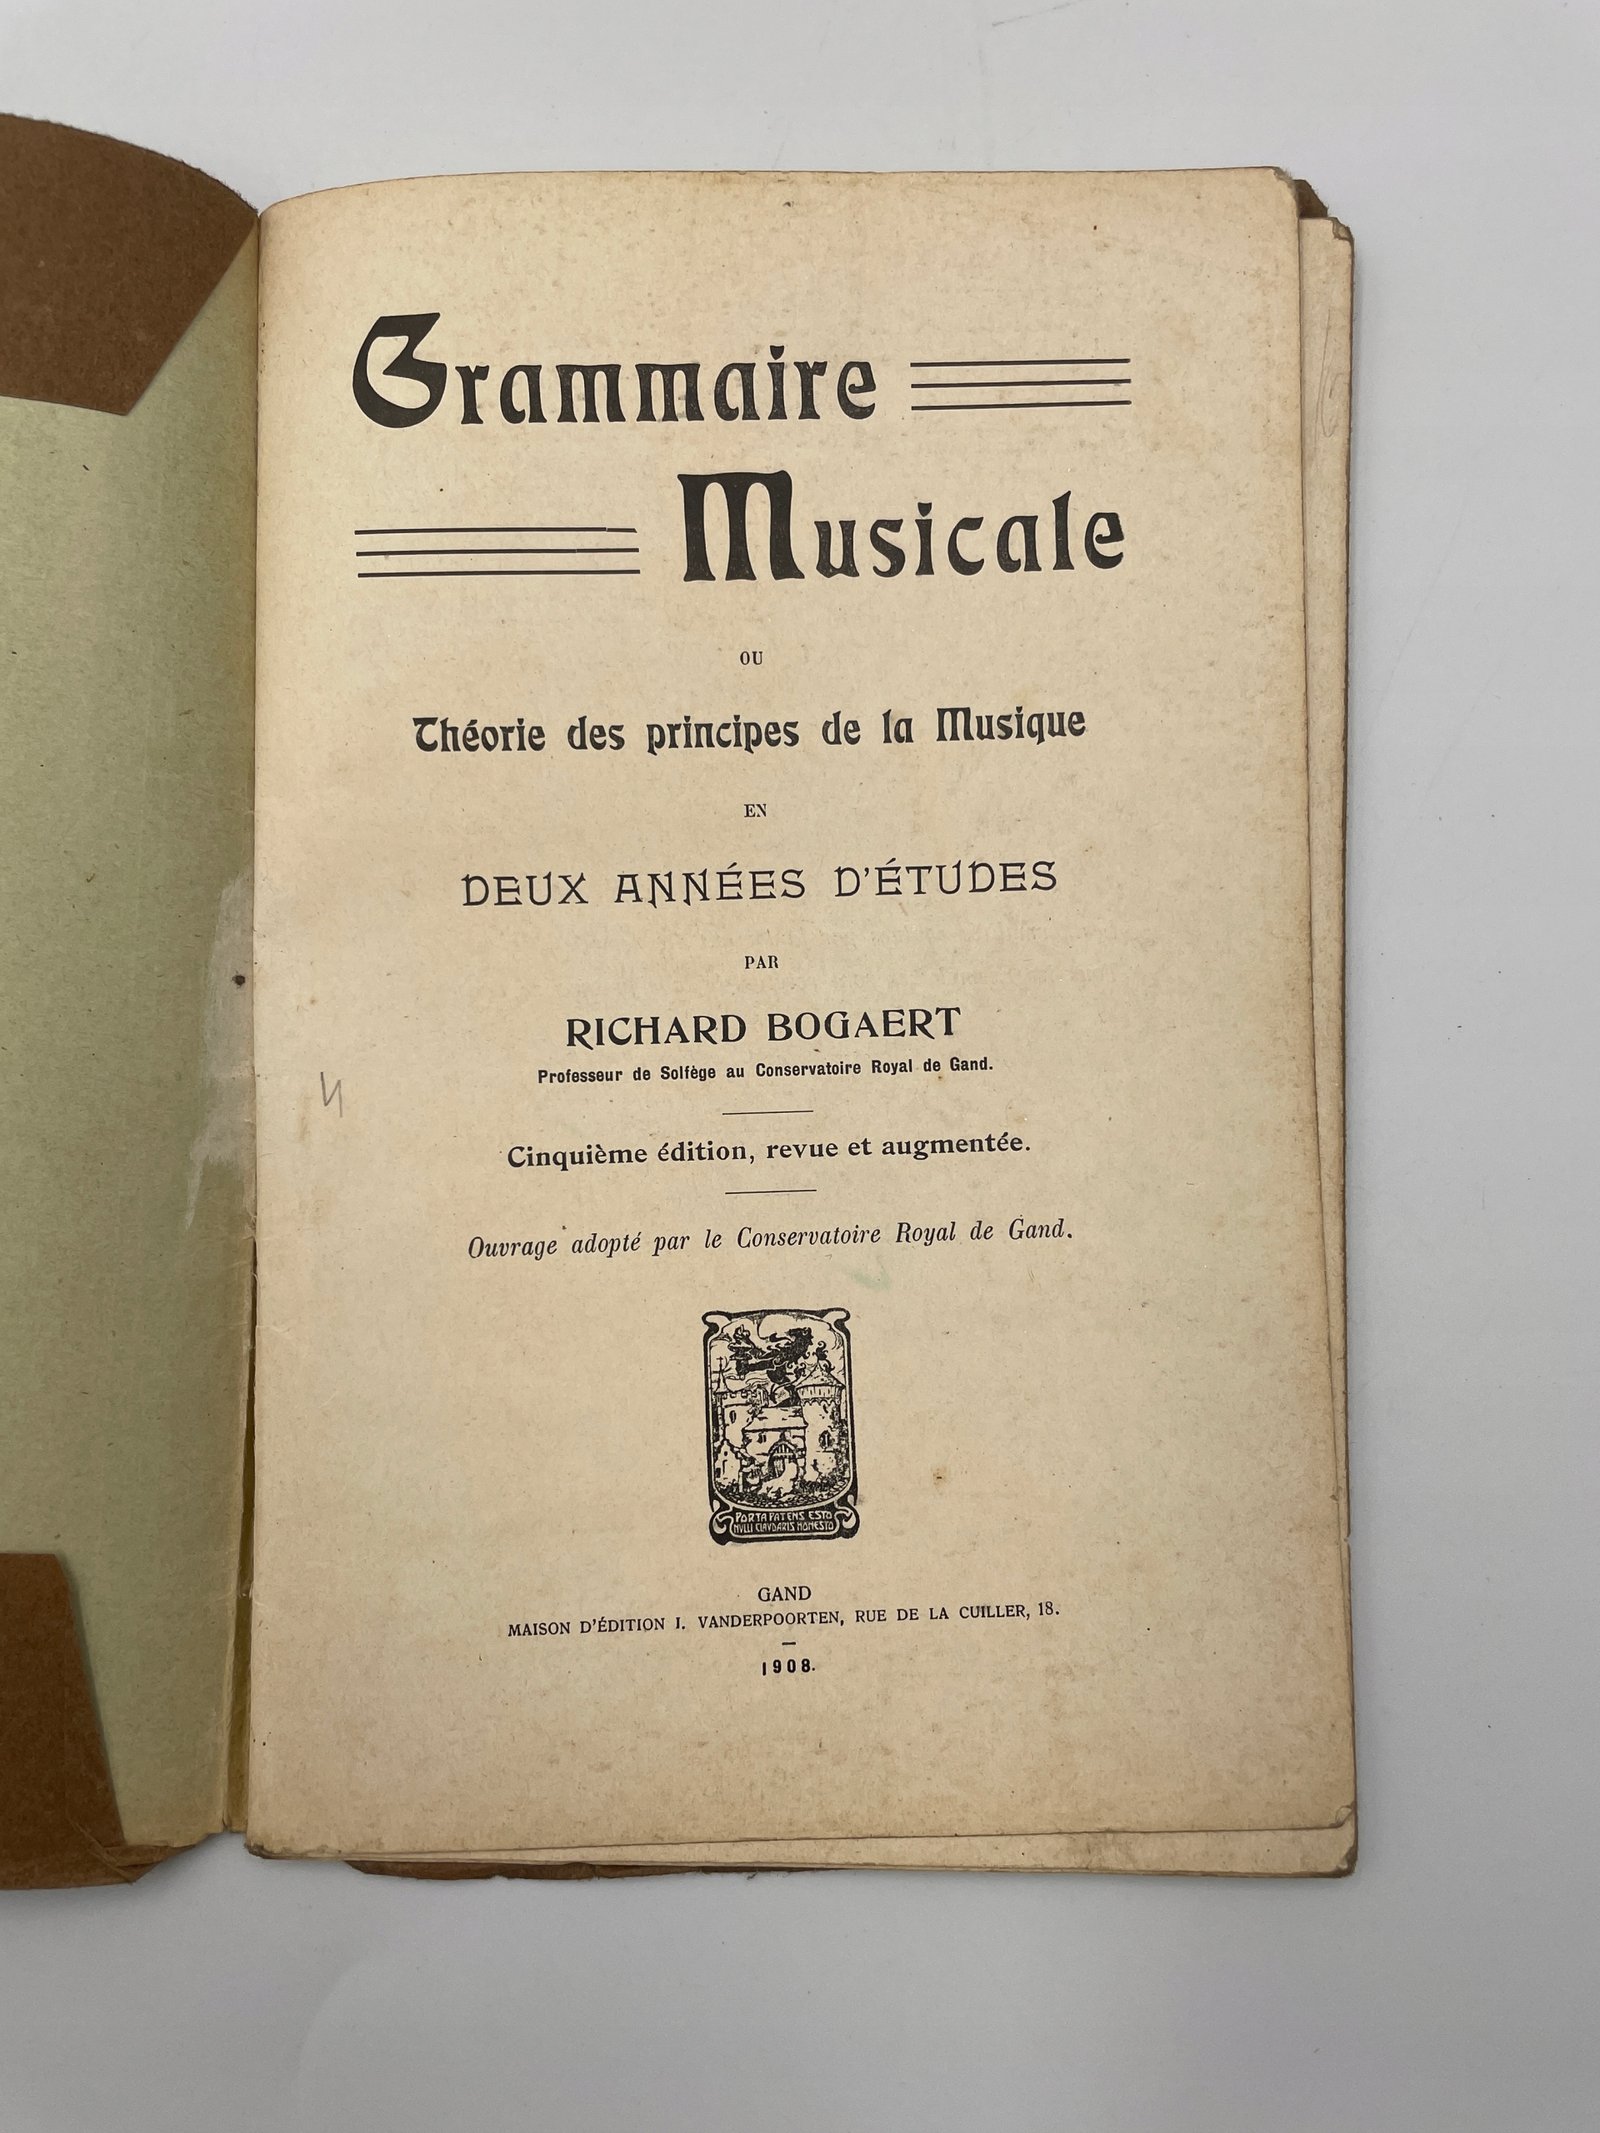 Grammaire
Musicale
OU
Théorie des principes de la Musique
EN
DEUX ANNÉES D'ÉTUDES
PAR
RICHARD BOGAERT
Professeur de Solfège au Conservatoire Royal de Gand.
Cinquième édition, revue et augmentée.
Ouvrage adopté par le Conservatoire Royal de Gand.
PORTA PATENS ESTO
NVLLI CLAVDARIS HONESTO
GAND
MAISON D'ÉDITION I. VANDERPOORTEN, RUE DE LA CUILLER, 18.
1908.